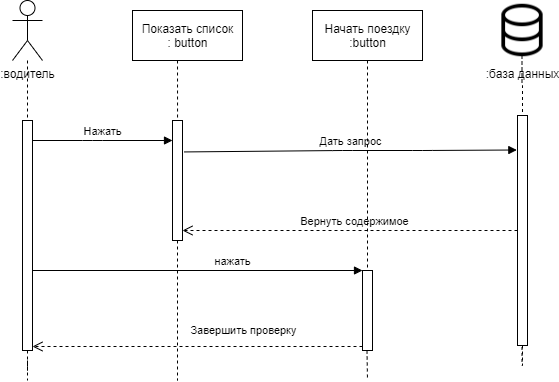 Показать список
: button
Начать поездку
:button
:водитель
:база данных
Нажать
Дать запрос
Вернуть содержимое
нажать
Завершить проверку